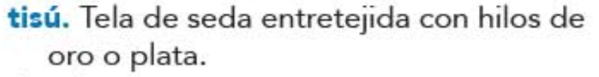 tisú. Tela de seda entretejida con hilos de
oro o plata.